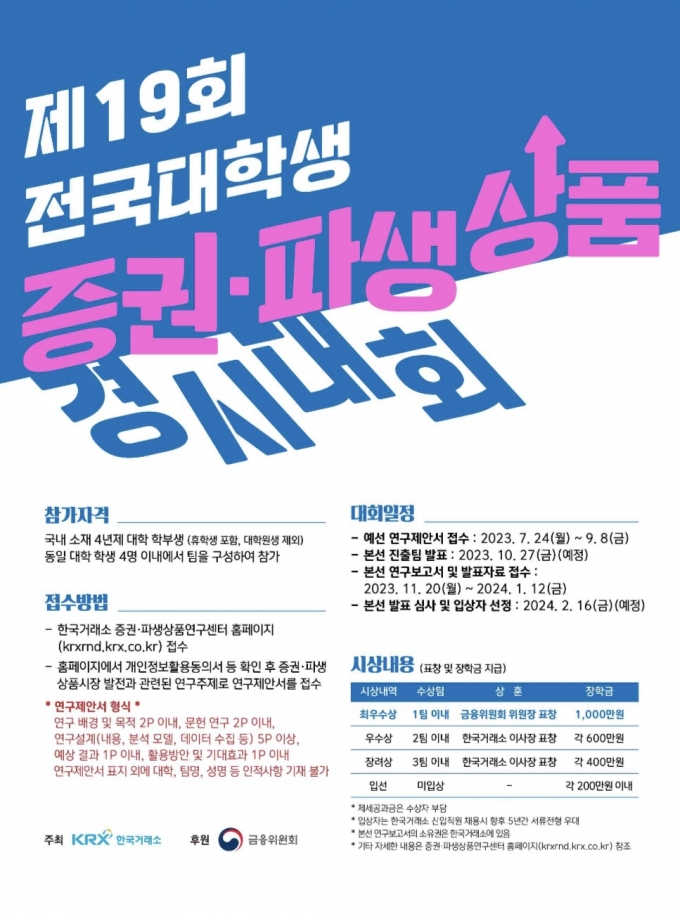 제19회
전국대학생
증권·파생상품
경시대회
참가자격
국내 소재 4년제 대학 학부생 (휴학생 포함, 대학원생 제외)
동일 대학 학생 4명 이내에서 팀을 구성하여 참가
접수방법
- 한국거래소 증권·파생상품연구센터 홈페이지
(krxrnd.krx.co.kr) 접수
- 홈페이지에서 개인정보활용동의서 등 확인 후 증권·파생
상품시장 발전과 관련된 연구주제로 연구제안서를 접수
* 연구제안서 형식 *
연구 배경 및 목적 2P 이내, 문헌 연구 2P 이내,
연구설계(내용, 분석 모델, 데이터 수집 등) 5P 이상,
예상 결과 1P 이내, 활용방안 및 기대효과 1P 이내
연구제안서 표지 외에 대학, 팀명, 성명 등 인적사항 기재 불가
대회일정
- 예선 연구제안서 접수 : 2023. 7. 24(월) ~ 9. 8(금)
- 본선 진출팀 발표 : 2023. 10. 27(금)(예정)
- 본선 연구보고서 및 발표자료 접수 :
2023. 11. 20(월) ~ 2024. 1. 12(금)
- 본선 발표 심사 및 입상자 선정 : 2024. 2. 16(금)(예정)
시상내용 (표창 및 장학금 지급)
시상내역 수상팀 상 훈 장학금
최우수상 1팀 이내 금융위원회 위원장 표창 1,000만원
우수상 2팀 이내 한국거래소 이사장 표창 각 600만원
장려상 3팀 이내 한국거래소 이사장 표창 각 400만원
입선 미입상 - 각 200만원 이내
* 제세공과금은 수상자 부담
* 입상자는 한국거래소 신입직원 채용시 향후 5년간 서류전형 우대
* 본선 연구보고서의 소유권은 한국거래소에 있음
* 기타 자세한 내용은 증권·파생상품연구센터 홈페이지(krxrnd.krx.co.kr) 참조
주최 KRX 한국거래소 후원 금융위원회